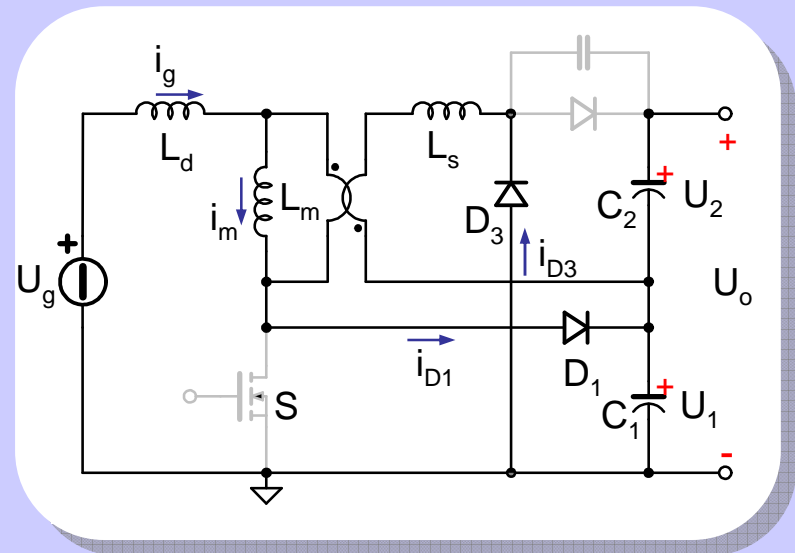 i_g
L_d
L_s
i_m
L_m
D_3
i_D3
C_2
+
U_2
+
+
U_g
U_o
i_D1
D_1
S
C_1
+
U_1
-